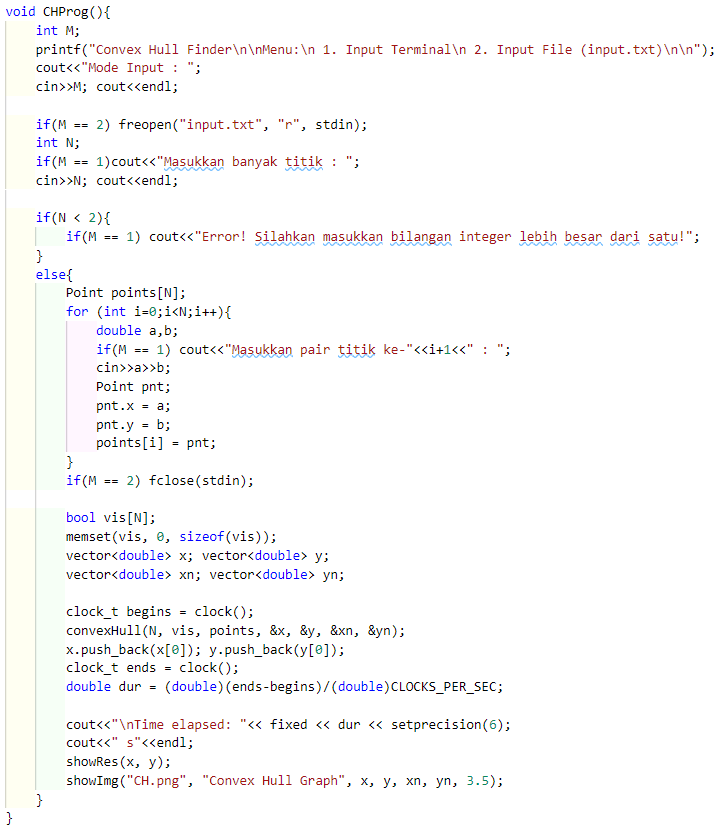 void CHProg(){
    int M;
    printf("Convex Hull Finder\n\nMenu:\n 1. Input Terminal\n 2. Input File (input.txt)\n\n");
    cout<<"Mode Input : ";
    cin>>M; cout<<endl;

    if(M == 2) freopen("input.txt", "r", stdin);
    int N;
    if(M == 1)cout<<"Masukkan banyak titik : ";
    cin>>N; cout<<endl;

    if(N < 2){
        if(M == 1) cout<<"Error! Silahkan masukkan bilangan integer lebih besar dari satu!";
    }
    else{
        Point points[N];
        for (int i=0;i<N;i++){
            double a,b;
            if(M == 1) cout<<"Masukkan pair titik ke-"<<i+1<<" : ";
            cin>>a>>b;
            Point pnt;
            pnt.x = a;
            pnt.y = b;
            points[i] = pnt;
        }
        if(M == 2) fclose(stdin);

        bool vis[N];
        memset(vis, 0, sizeof(vis));
        vector<double> x; vector<double> y;
        vector<double> xn; vector<double> yn;

        clock_t begins = clock();
        convexHull(N, vis, points, &x, &y, &xn, &yn);
        x.push_back(x[0]); y.push_back(y[0]);
        clock_t ends = clock();
        double dur = (double)(ends-begins)/(double)CLOCKS_PER_SEC;

        cout<<"\nTime elapsed: "<< fixed << dur << setprecision(6);
        cout<<" s"<<endl;
        showRes(x, y);
        showImg("CH.png", "Convex Hull Graph", x, y, xn, yn, 3.5);
    }
}